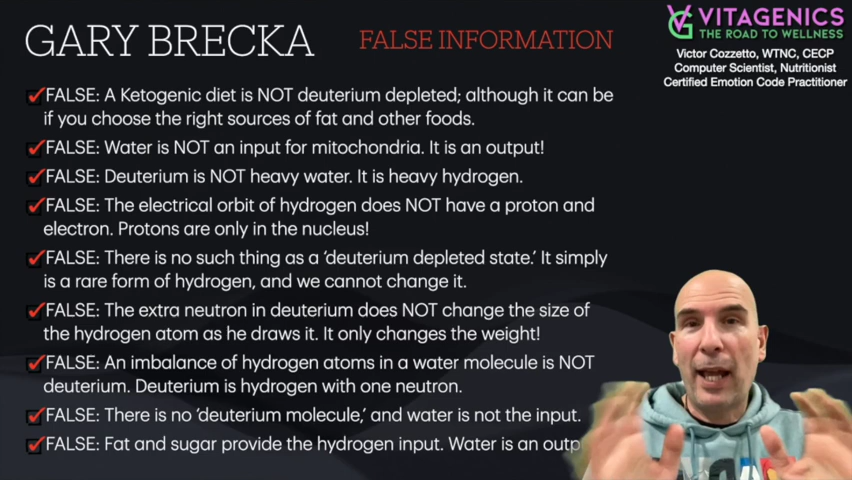 GARY BRECKA
FALSE INFORMATION
VITAGENICS
THE ROAD TO WELLNESS
Victor Cozzetto, WTNC, CECP
Computer Scientist, Nutritionist
Certified Emotion Code Practitioner
FALSE: A Ketogenic diet is NOT deuterium depleted; although it can be
if you choose the right sources of fat and other foods.
FALSE: Water is NOT an input for mitochondria. It is an output!
FALSE: Deuterium is NOT heavy water. It is heavy hydrogen.
FALSE: The electrical orbit of hydrogen does NOT have a proton and
electron. Protons are only in the nucleus!
FALSE: There is no such thing as a ‘deuterium depleted state.’ It simply
is a rare form of hydrogen, and we cannot change it.
FALSE: The extra neutron in deuterium does NOT change the size of
the hydrogen atom as he draws it. It only changes the weight!
FALSE: An imbalance of hydrogen atoms in a water molecule is NOT
deuterium. Deuterium is hydrogen with one neutron.
FALSE: There is no ‘deuterium molecule,’ and water is not the input.
FALSE: Fat and sugar provide the hydrogen input. Water is an